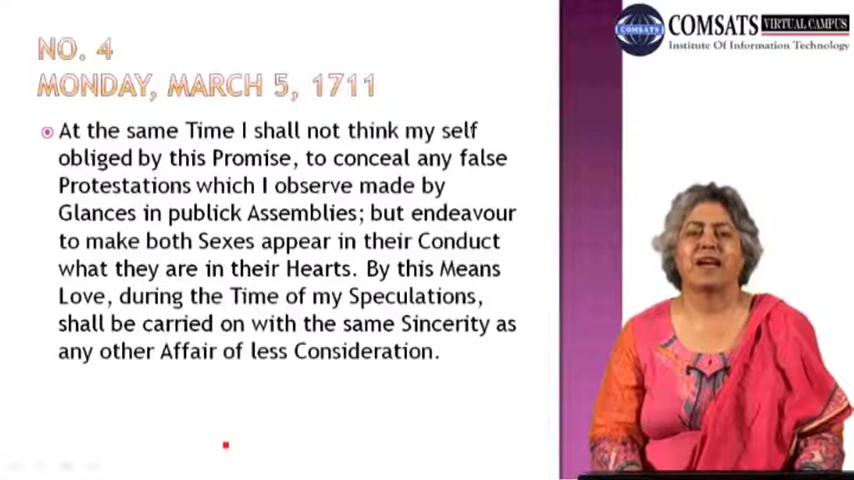 NO. 4
MONDAY, MARCH 5, 1711
At the same Time I shall not think my self
obliged by this Promise, to conceal any false
Protestations which I observe made by
Glances in publick Assemblies; but endeavour
to make both Sexes appear in their Conduct
what they are in their Hearts. By this Means
Love, during the Time of my Speculations,
shall be carried on with the same Sincerity as
any other Affair of less Consideration.
COMSATS
COMSATS VIRTUAL CAMPUS
Institute Of Information Technology